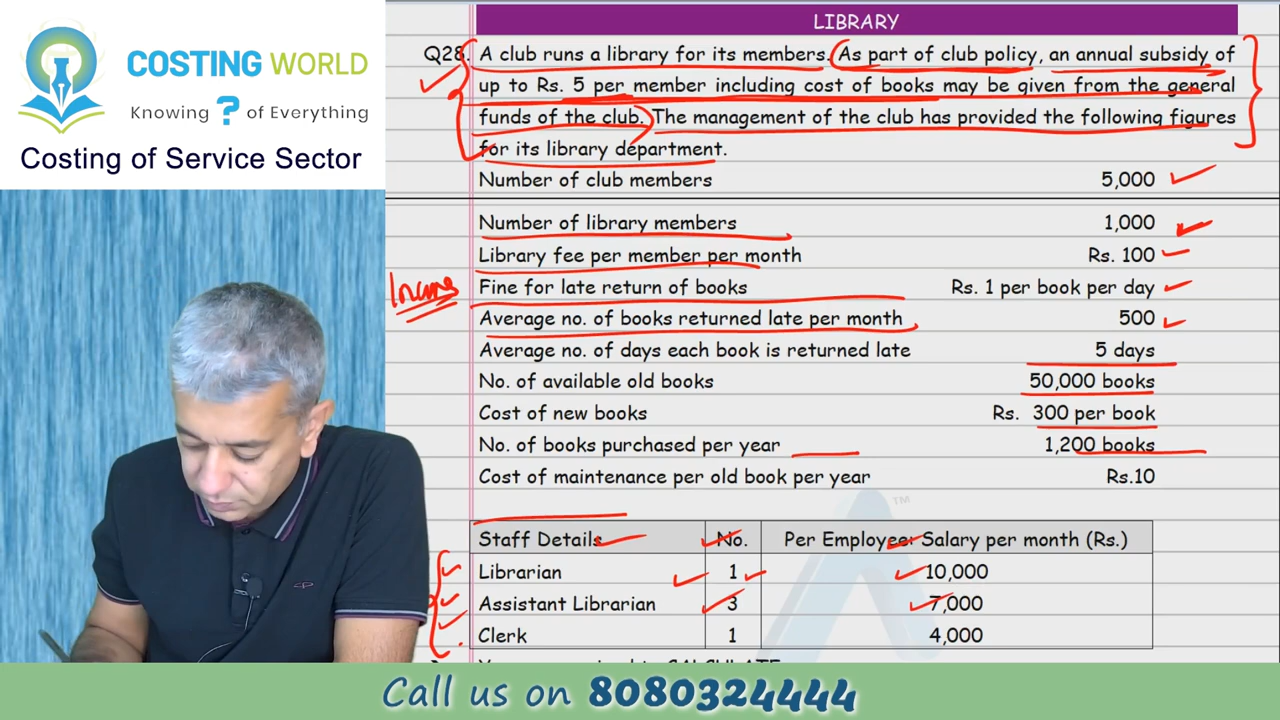 COSTING WORLD
Knowing ? of Everything
Costing of Service Sector
LIBRARY
Q28. A club runs a library for its members. As part of club policy, an annual subsidy of
up to Rs. 5 per member including cost of books may be given from the general
funds of the club. The management of the club has provided the following figures
for its library department.
Number of club members 5,000
Number of library members 1,000
Library fee per member per month Rs. 100
Income
Fine for late return of books Rs. 1 per book per day
Average no. of books returned late per month 500
Average no. of days each book is returned late 5 days
No. of available old books 50,000 books
Cost of new books Rs. 300 per book
No. of books purchased per year 1,200 books
Cost of maintenance per old book per year Rs.10
TM
Staff Details No. Per Employee: Salary per month (Rs.)
Librarian 1 10,000
Assistant Librarian 3 7,000
Clerk 1 4,000
Call us on 8080324444